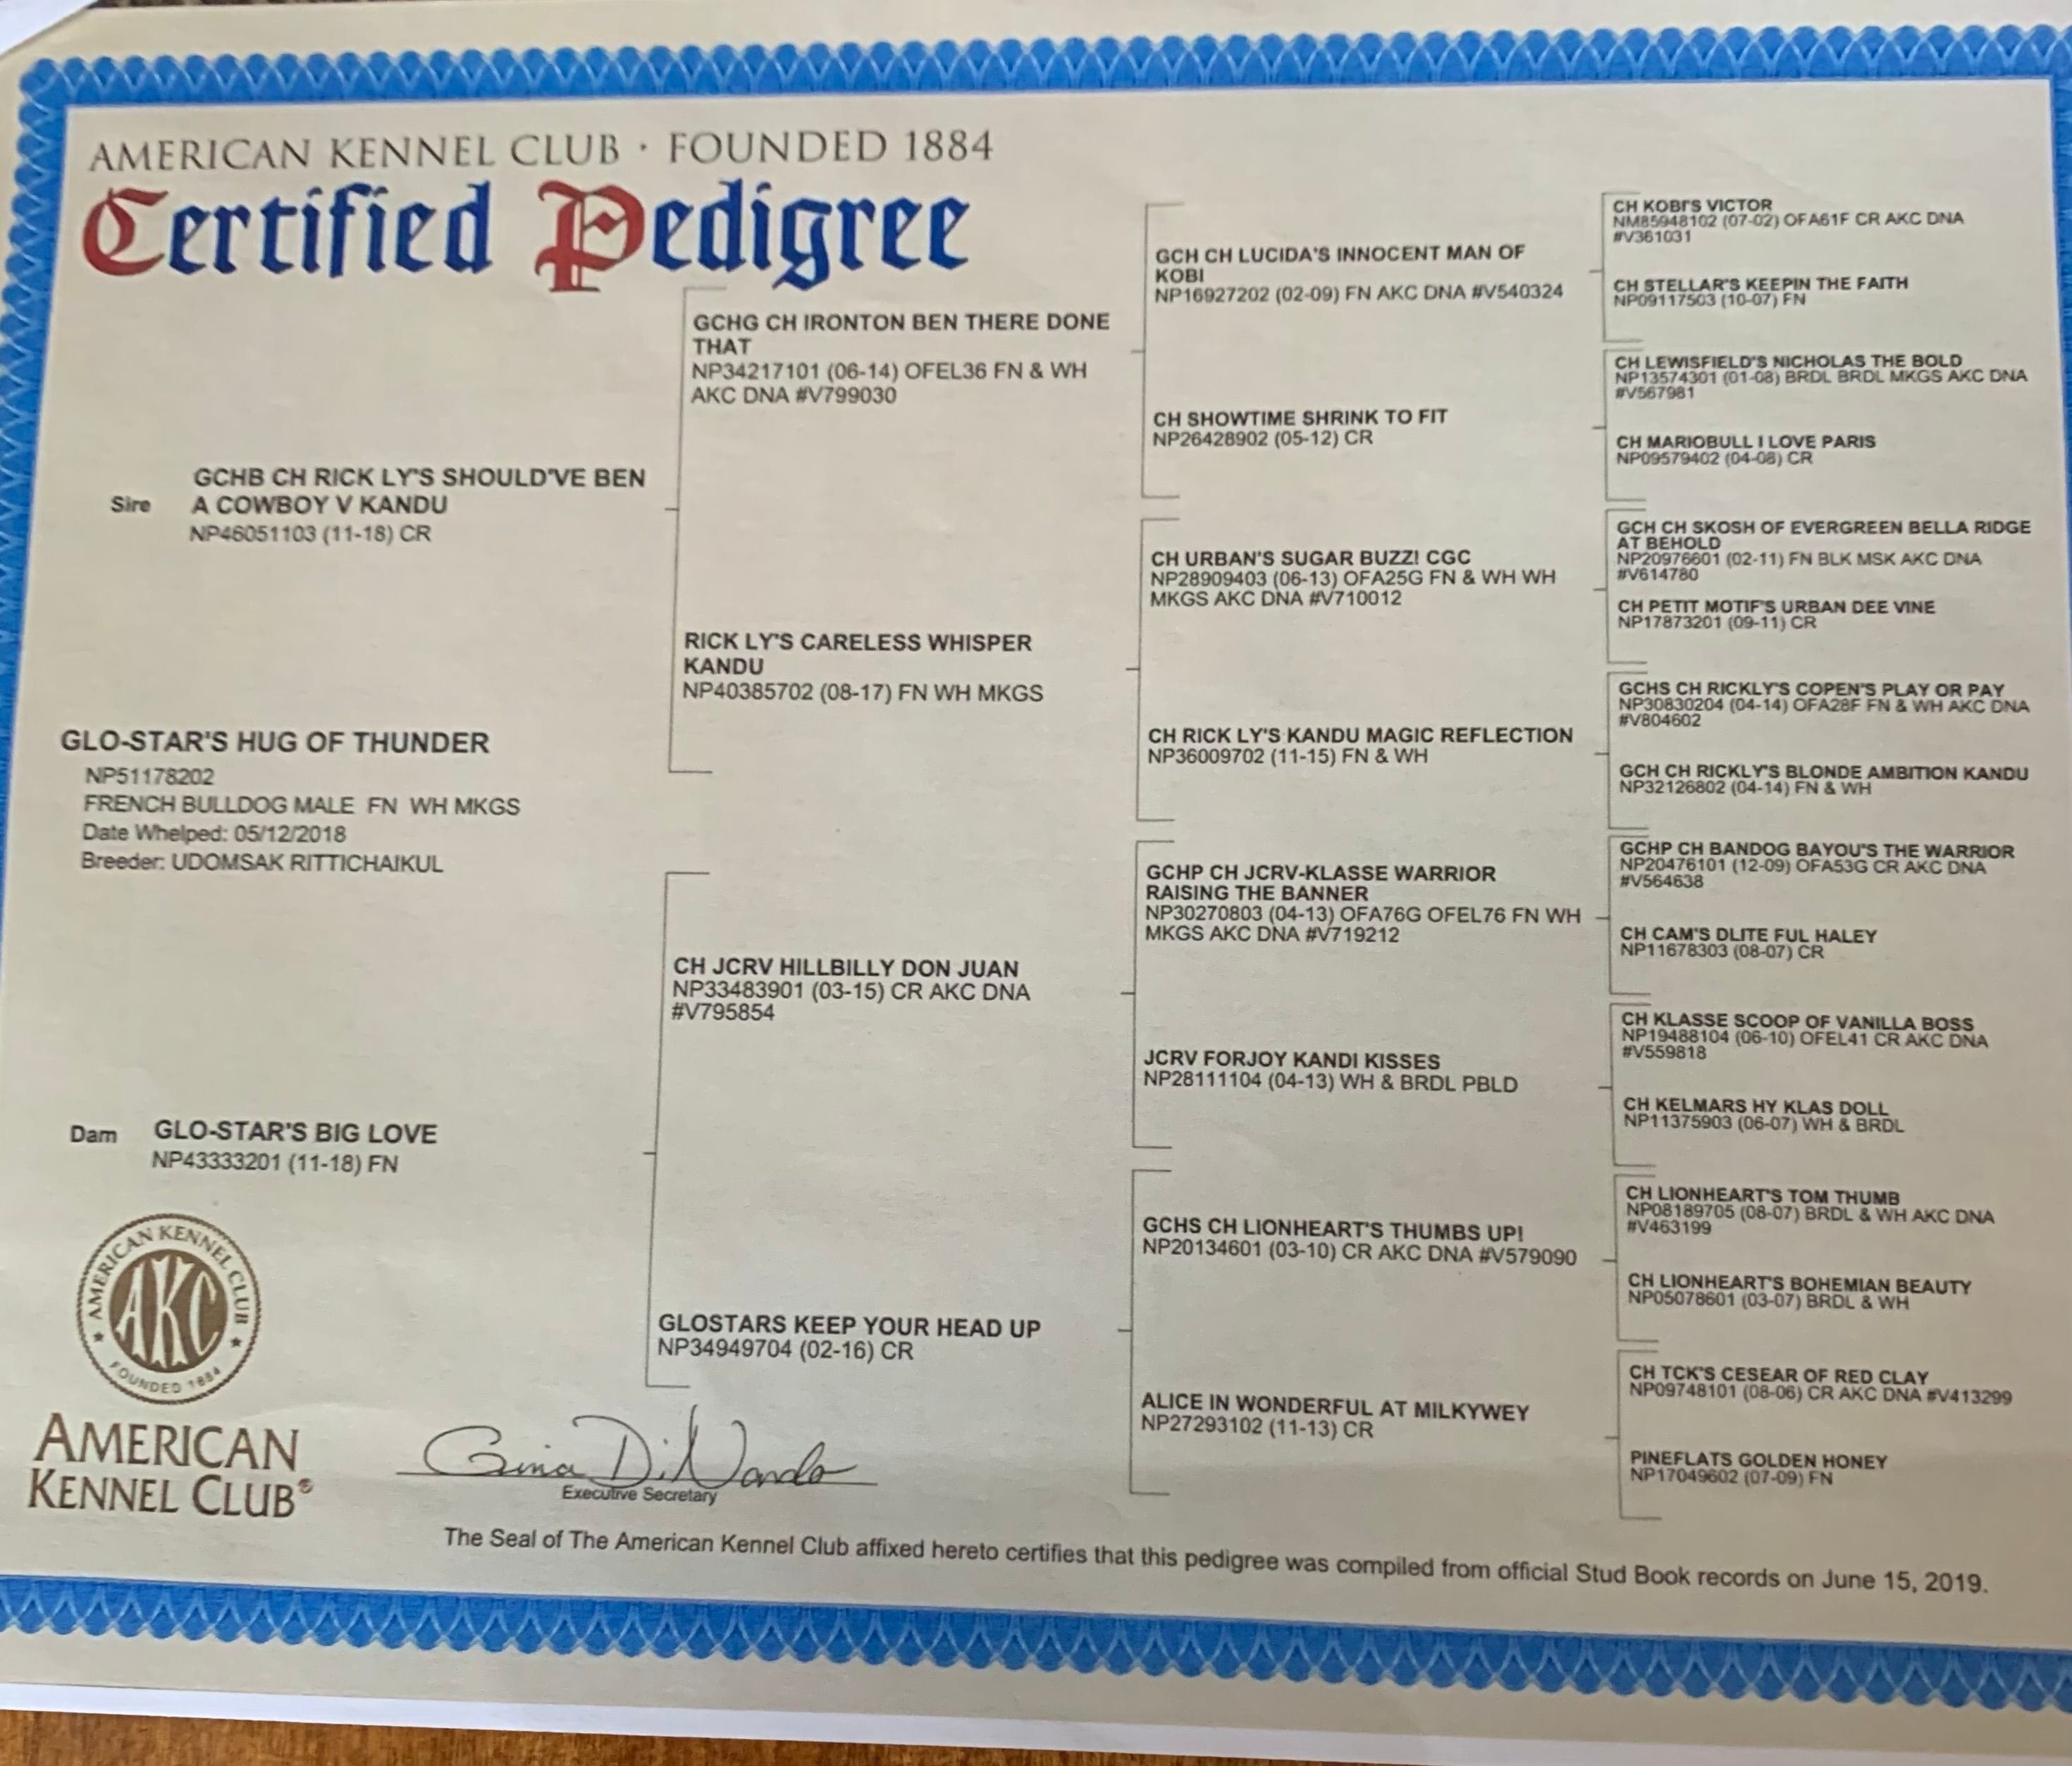 AMERICAN KENNEL CLUB · FOUNDED 1884
Certified Pedigree
Sire
GCHB CH RICK LY'S SHOULD'VE BEN
A COWBOY V KANDU
NP46051103 (11-18) CR
GLO-STAR'S HUG OF THUNDER
NP51178202
FRENCH BULLDOG MALE FN WH MKGS
Date Whelped: 05/12/2018
Breeder: UDOMSAK RITTICHAIKUL
Dam
GLO-STAR'S BIG LOVE
NP43333201 (11-18) FN
GCHG CH IRONTON BEN THERE DONE
THAT
NP34217101 (06-14) OFEL36 FN & WH
AKC DNA #V799030
RICK LY'S CARELESS WHISPER
KANDU
NP40385702 (08-17) FN WH MKGS
CH JCRV HILLBILLY DON JUAN
NP33483901 (03-15) CR AKC DNA
#V795854
GLOSTARS KEEP YOUR HEAD UP
NP34949704 (02-16) CR
GCH CH LUCIDA'S INNOCENT MAN OF
KOBI
NP16927202 (02-09) FN AKC DNA #V540324
CH SHOWTIME SHRINK TO FIT
NP26428902 (05-12) CR
CH URBAN'S SUGAR BUZZ! CGC
NP28909403 (06-13) OFA25G FN & WH WH
MKGS AKC DNA #V710012
CH RICK LY'S KANDU MAGIC REFLECTION
NP36009702 (11-15) FN & WH
GCHP CH JCRV-KLASSE WARRIOR
RAISING THE BANNER
NP30270803 (04-13) OFA76G OFEL76 FN WH
MKGS AKC DNA #V719212
JCRV FORJOY KANDI KISSES
NP28111104 (04-13) WH & BRDL PBLD
GCHS CH LIONHEART'S THUMBS UP!
NP20134601 (03-10) CR AKC DNA #V579090
ALICE IN WONDERFUL AT MILKYWEY
NP27293102 (11-13) CR
CH KOBI'S VICTOR
NM85948102 (07-02) OFA61F CR AKC DNA
#V361031
CH STELLAR'S KEEPIN THE FAITH
NP09117503 (10-07) FN
CH LEWISFIELD'S NICHOLAS THE BOLD
NP13574301 (01-08) BRDL BRDL MKGS AKC DNA
#V567981
CH MARIOBULL I LOVE PARIS
NP09579402 (04-08) CR
GCH CH SKOSH OF EVERGREEN BELLA RIDGE
AT BEHOLD
NP20976601 (02-11) FN BLK MSK AKC DNA
#V614780
CH PETIT MOTIF'S URBAN DEE VINE
NP17873201 (09-11) CR
GCHS CH RICKLY'S COPEN'S PLAY OR PAY
NP30830204 (04-14) OFA28F FN & WH AKC DNA
#V804602
GCH CH RICKLY'S BLONDE AMBITION KANDU
NP32126802 (04-14) FN & WH
GCHP CH BANDOG BAYOU'S THE WARRIOR
NP20476101 (12-09) OFA53G CR AKC DNA
#V564638
CH CAM'S DLITE FUL HALEY
NP11678303 (08-07) CR
CH KLASSE SCOOP OF VANILLA BOSS
NP19488104 (06-10) OFEL41 CR AKC DNA
#V559818
CH KELMARS HY KLAS DOLL
NP11375903 (06-07) WH & BRDL
CH LIONHEART'S TOM THUMB
NP08189705 (08-07) BRDL & WH AKC DNA
#V463199
CH LIONHEART'S BOHEMIAN BEAUTY
NP05078601 (03-07) BRDL & WH
CH TCK'S CESEAR OF RED CLAY
NP09748101 (08-06) CR AKC DNA #V413299
PINEFLATS GOLDEN HONEY
NP17049602 (07-09) FN
AMERICAN KENNEL CLUB
AKC
FOUNDED 1884
AMERICAN
KENNEL CLUB®
Gina DiNardo
Executive Secretary
The Seal of The American Kennel Club affixed hereto certifies that this pedigree was compiled from official Stud Book records on June 15, 2019.